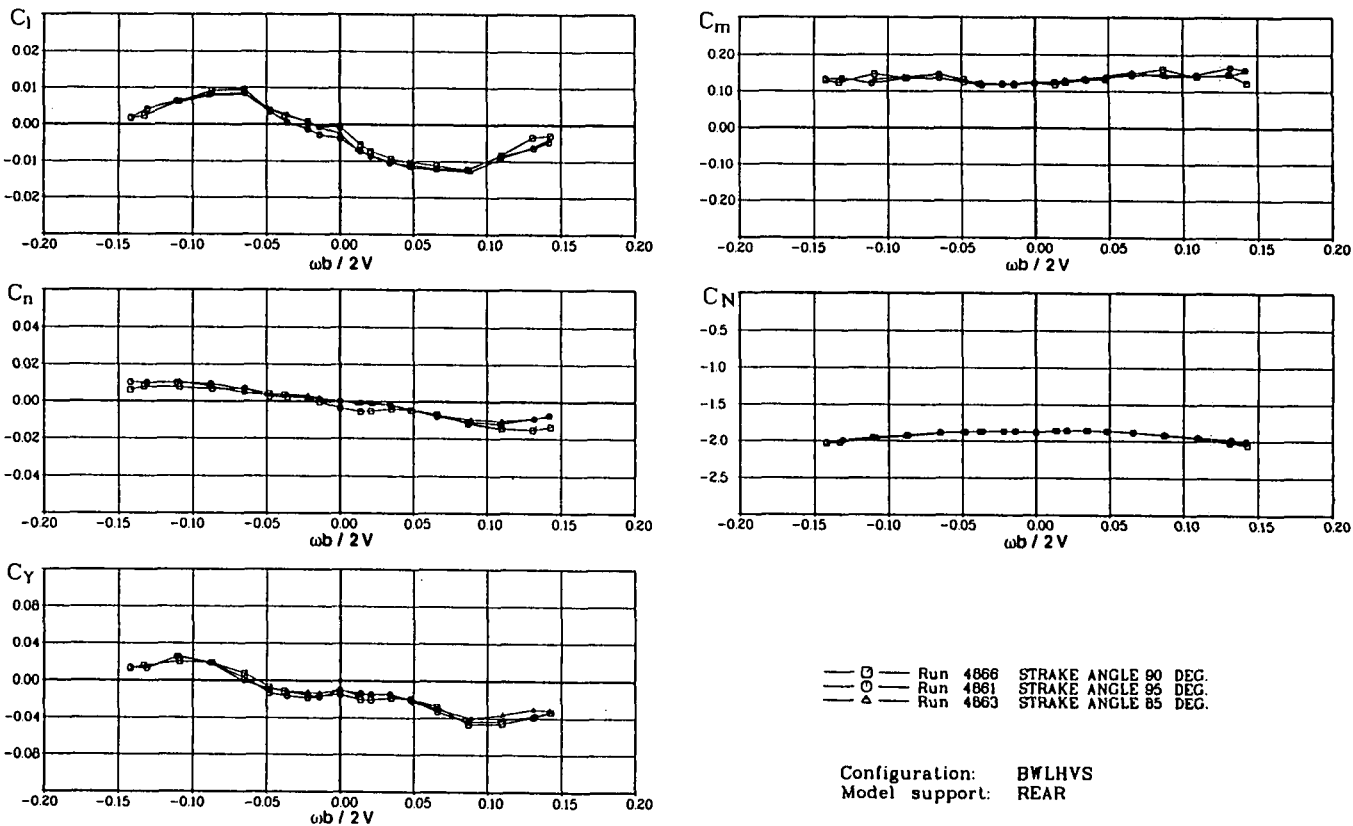 C_l
0.02
0.01
0.00
-0.01
-0.02
-0.20 -0.15 -0.10 -0.05 0.00 0.05 0.10 0.15 0.20
ωb / 2V
C_m
0.20
0.10
0.00
-0.10
-0.20
-0.20 -0.15 -0.10 -0.05 0.00 0.05 0.10 0.15 0.20
ωb / 2V
C_n
0.04
0.02
0.00
-0.02
-0.04
-0.20 -0.15 -0.10 -0.05 0.00 0.05 0.10 0.15 0.20
ωb / 2V
C_N
-0.5
-1.0
-1.5
-2.0
-2.5
-0.20 -0.15 -0.10 -0.05 0.00 0.05 0.10 0.15 0.20
ωb / 2V
C_Y
0.08
0.04
0.00
-0.04
-0.08
-0.20 -0.15 -0.10 -0.05 0.00 0.05 0.10 0.15 0.20
ωb / 2V
Run 4866 STRAKE ANGLE 90 DEG.
Run 4861 STRAKE ANGLE 95 DEG.
Run 4863 STRAKE ANGLE 85 DEG.
Configuration: BWLHVS
Model support: REAR